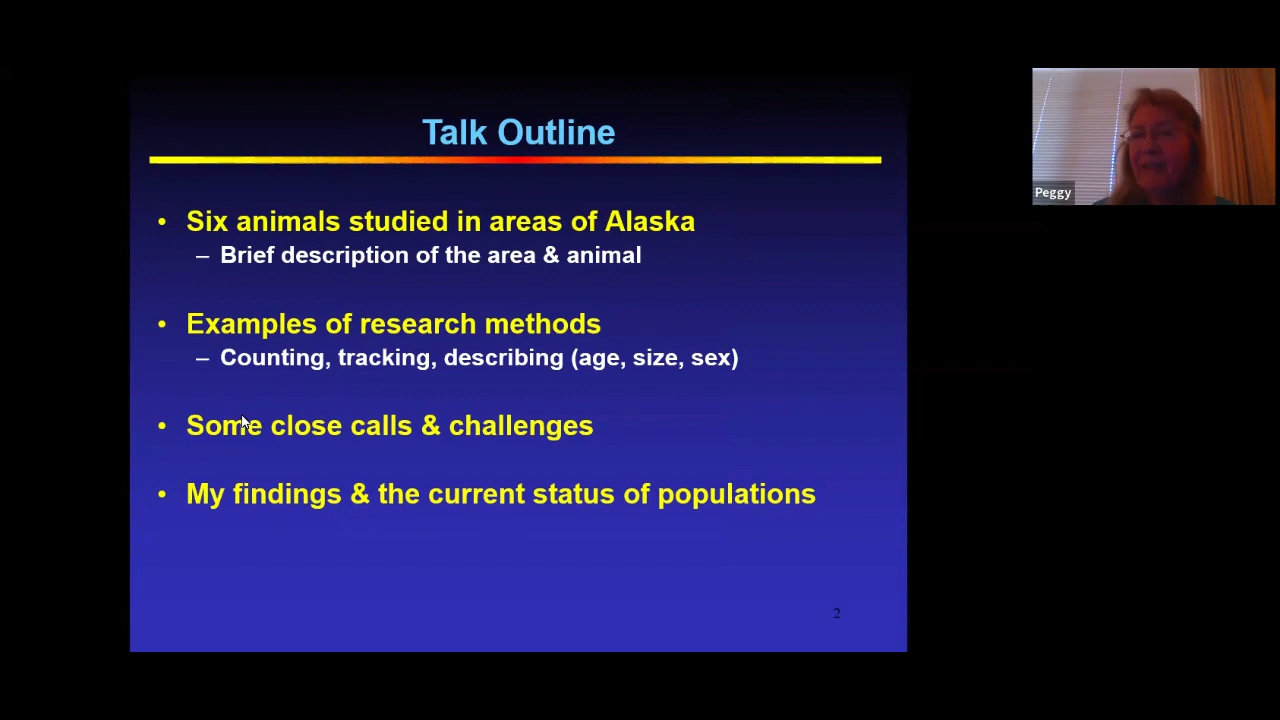 Talk Outline
• Six animals studied in areas of Alaska
– Brief description of the area & animal
• Examples of research methods
– Counting, tracking, describing (age, size, sex)
• Some close calls & challenges
• My findings & the current status of populations
2
Peggy